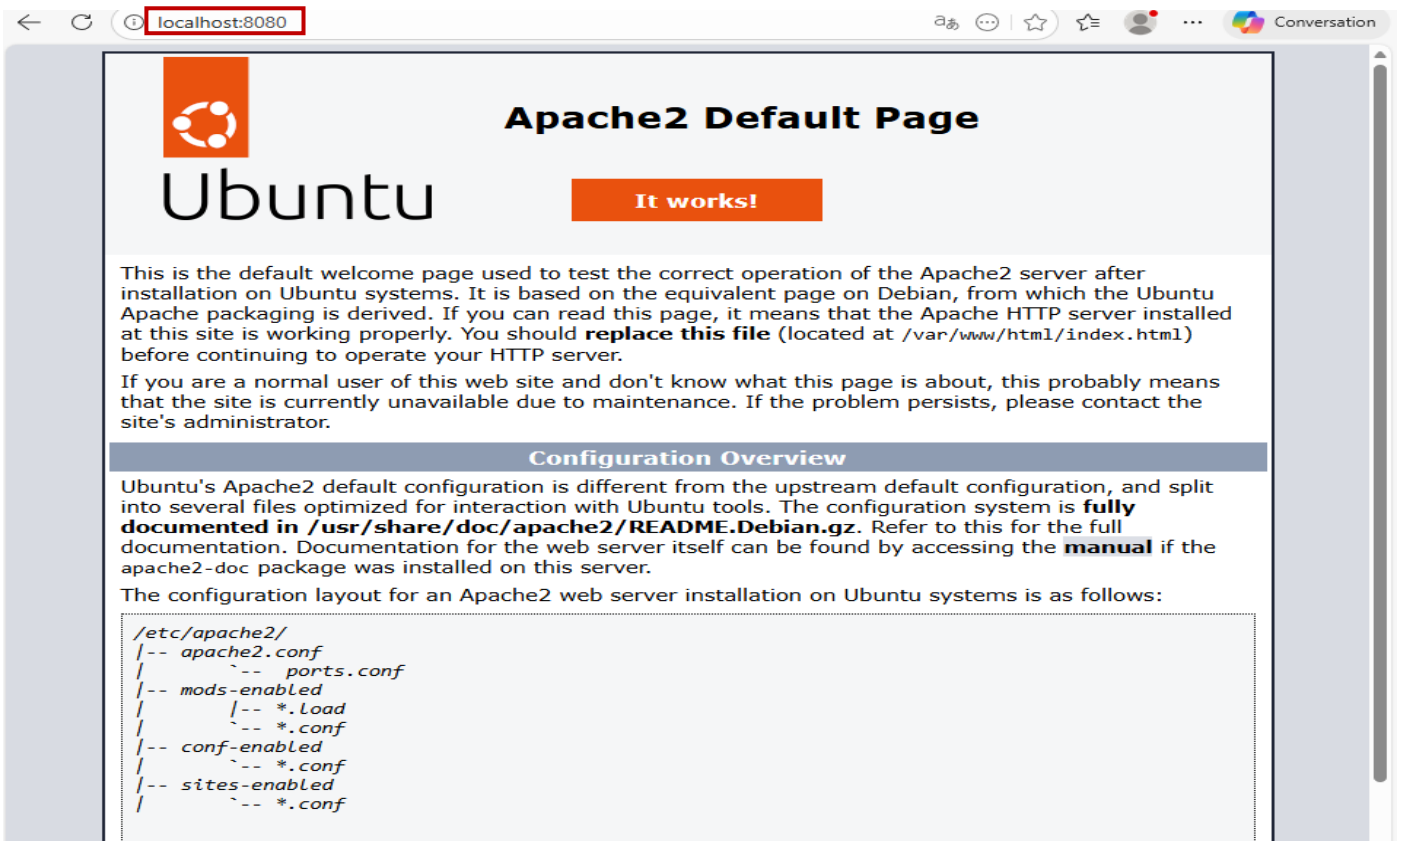 localhost:8080
Conversation
Apache2 Default Page
Ubuntu
It works!
This is the default welcome page used to test the correct operation of the Apache2 server after
installation on Ubuntu systems. It is based on the equivalent page on Debian, from which the Ubuntu
Apache packaging is derived. If you can read this page, it means that the Apache HTTP server installed
at this site is working properly. You should replace this file (located at /var/www/html/index.html)
before continuing to operate your HTTP server.
If you are a normal user of this web site and don't know what this page is about, this probably means
that the site is currently unavailable due to maintenance. If the problem persists, please contact the
site's administrator.
Configuration Overview
Ubuntu's Apache2 default configuration is different from the upstream default configuration, and split
into several files optimized for interaction with Ubuntu tools. The configuration system is fully
documented in /usr/share/doc/apache2/README.Debian.gz. Refer to this for the full
documentation. Documentation for the web server itself can be found by accessing the manual if the
apache2-doc package was installed on this server.
The configuration layout for an Apache2 web server installation on Ubuntu systems is as follows:
/etc/apache2/
|-- apache2.conf
|       `--  ports.conf
|-- mods-enabled
|       |-- *.load
|       `-- *.conf
|-- conf-enabled
|       `-- *.conf
|-- sites-enabled
|       `-- *.conf